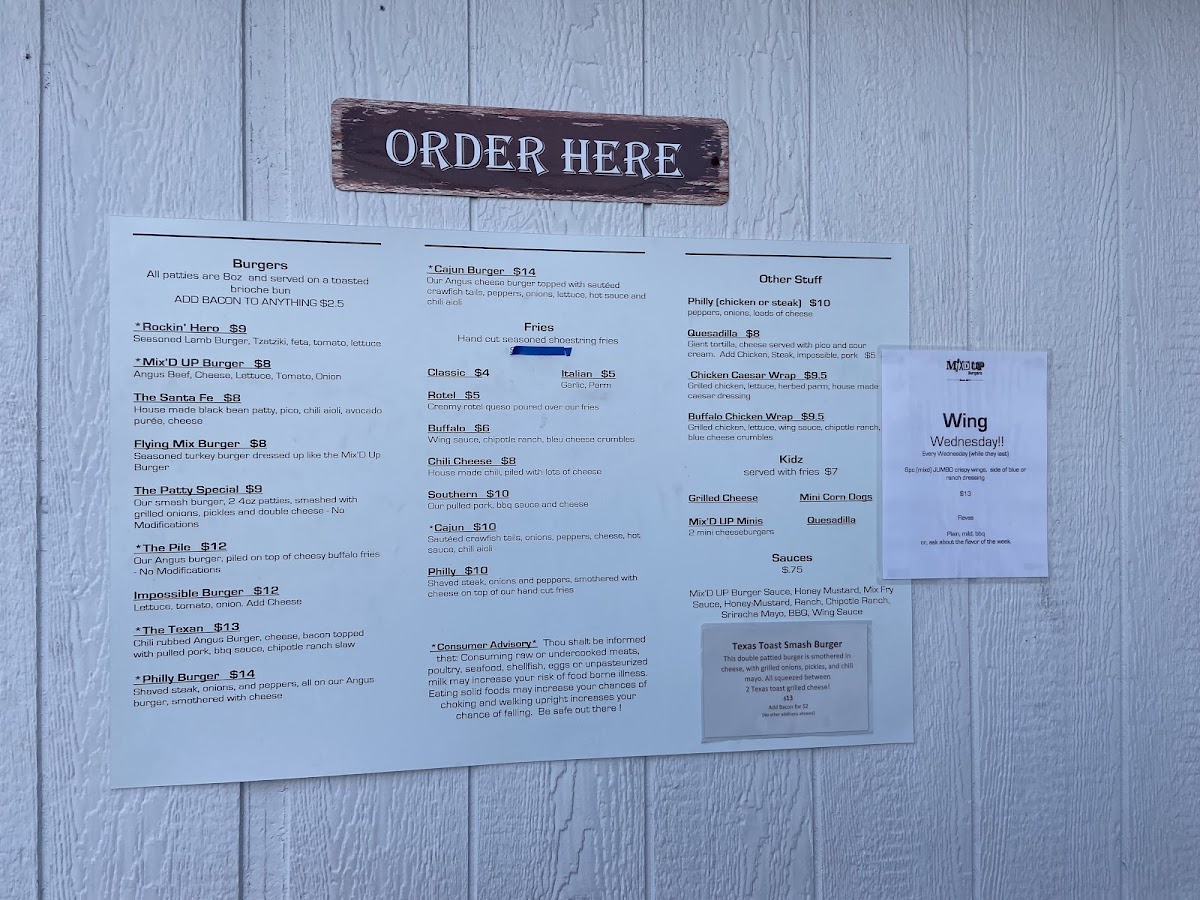 ORDER HERE
Burgers
All patties are 8oz and served on a toasted
brioche bun
ADD BACON TO ANYTHING $2.5
*Rockin' Hero $9
Seasoned Lamb Burger, Tzatziki, feta, tomato, lettuce
*Mix'D UP Burger $8
Angus Beef, Cheese, Lettuce, Tomato, Onion
The Santa Fe $8
House made black bean patty, pico, chili aioli, avocado
purée, cheese
Flying Mix Burger $8
Seasoned turkey burger dressed up like the Mix'D Up
Burger
The Patty Special $9
Our smash burger, 2 4oz patties, smashed with
grilled onions, pickles and double cheese - No
Modifications
*The Pile $12
Our Angus burger, piled on top of cheesy buffalo fries
- No Modifications
Impossible Burger $12
Lettuce, tomato, onion. Add Cheese
*The Texan $13
Chili rubbed Angus Burger, cheese, bacon topped
with pulled pork, bbq sauce, chipotle ranch slaw
*Philly Burger $14
Shaved steak, onions, and peppers, all on our Angus
burger, smothered with cheese
*Cajun Burger $14
Our Angus cheese burger topped with sautéed
crawfish tails, peppers, onions, lettuce, hot sauce and
chili aioli
Fries
Hand cut seasoned shoestring fries
Classic $4
Italian $5
Garlic, Parm
Rotel $5
Creamy rotel queso poured over our fries
Buffalo $6
Wing sauce, chipotle ranch, bleu cheese crumbles
Chili Cheese $8
House made chili, piled with lots of cheese
Southern $10
Our pulled pork, bbq sauce and cheese
*Cajun $10
Sautéed crawfish tails, onions, peppers, cheese, hot
sauce, chili aioli
Philly $10
Shaved steak, onions and peppers, smothered with
cheese on top of our hand cut fries
*Consumer Advisory* Thou shalt be informed
that: Consuming raw or undercooked meats,
poultry, seafood, shellfish, eggs or unpasteurized
milk may increase your risk of food borne illness.
Eating solid foods may increase your chances of
choking and walking upright increases your
chance of falling. Be safe out there !
Other Stuff
Philly (chicken or steak) $10
peppers, onions, loads of cheese
Quesadilla $8
Giant tortilla, cheese served with pico and sour
cream. Add Chicken, Steak, impossible, pork $5
Chicken Caesar Wrap $9.5
Grilled chicken, lettuce, herbed parm, house made
caesar dressing
Buffalo Chicken Wrap $9.5
Grilled chicken, lettuce, wing sauce, chipotle ranch,
blue cheese crumbles
Kidz
served with fries $7
Grilled Cheese
Mini Corn Dogs
Mix'D UP Minis
2 mini cheeseburgers
Quesadilla
Sauces
$.75
Mix'D UP Burger Sauce, Honey Mustard, Mix Fry
Sauce, Honey-Mustard, Ranch, Chipotle Ranch,
Sriracha Mayo, BBQ, Wing Sauce
Texas Toast Smash Burger
This double pattied burger is smothered in
cheese, with grilled onions, pickles, and chili
mayo. All squeezed between
2 Texas toast grilled cheese!
$13
Add Bacon for $2
(No other additions allowed)
MIX'D UP
Burgers
Wing
Wednesday!!
Every Wednesday (while they last)
6pc (mixd) JUMBO crispy wings, side of blue or
ranch dressing
$13
Flavas
Plain, mild, bbq
or, ask about the flavor of the week.